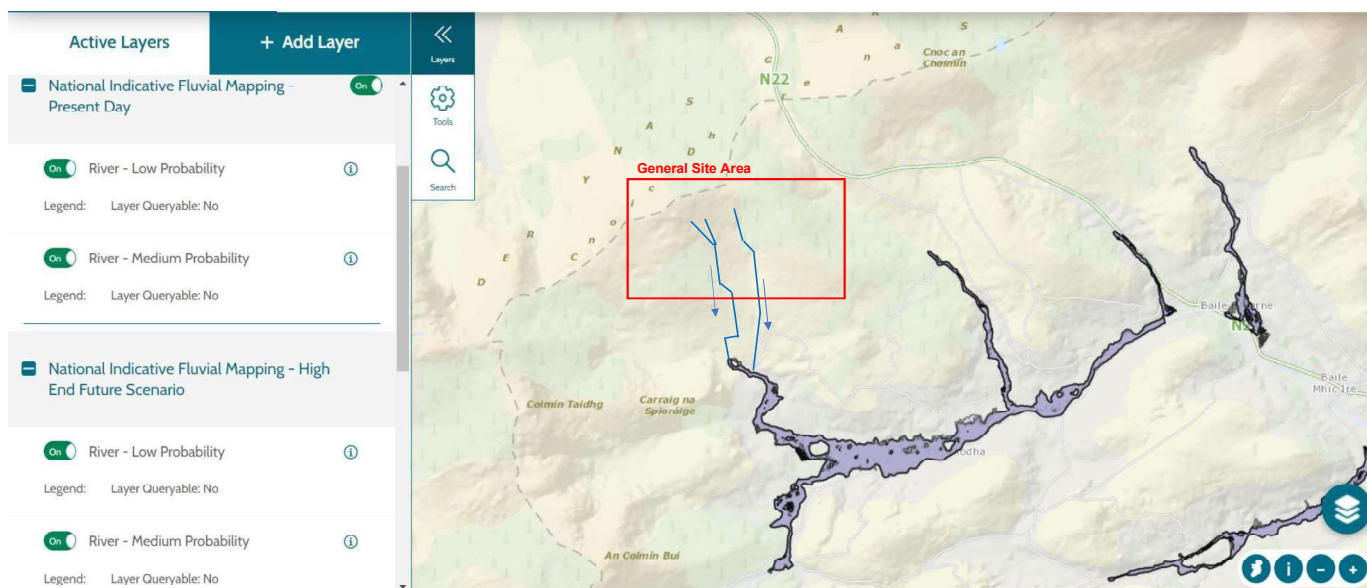 Active Layers
+ Add Layer
Layers
National Indicative Fluvial Mapping -
Present Day
On
Tools
Search
On
River - Low Probability
Legend: Layer Queryable: No
On
River - Medium Probability
Legend: Layer Queryable: No
National Indicative Fluvial Mapping - High
End Future Scenario
On
River - Low Probability
Legend: Layer Queryable: No
On
River - Medium Probability
Legend: Layer Queryable: No
Cnoc an
Choimín
N22
General Site Area
Baile
Mhic Íre
Coimín Taidhg
Carraig na
Spioróige
An Coimín Buí